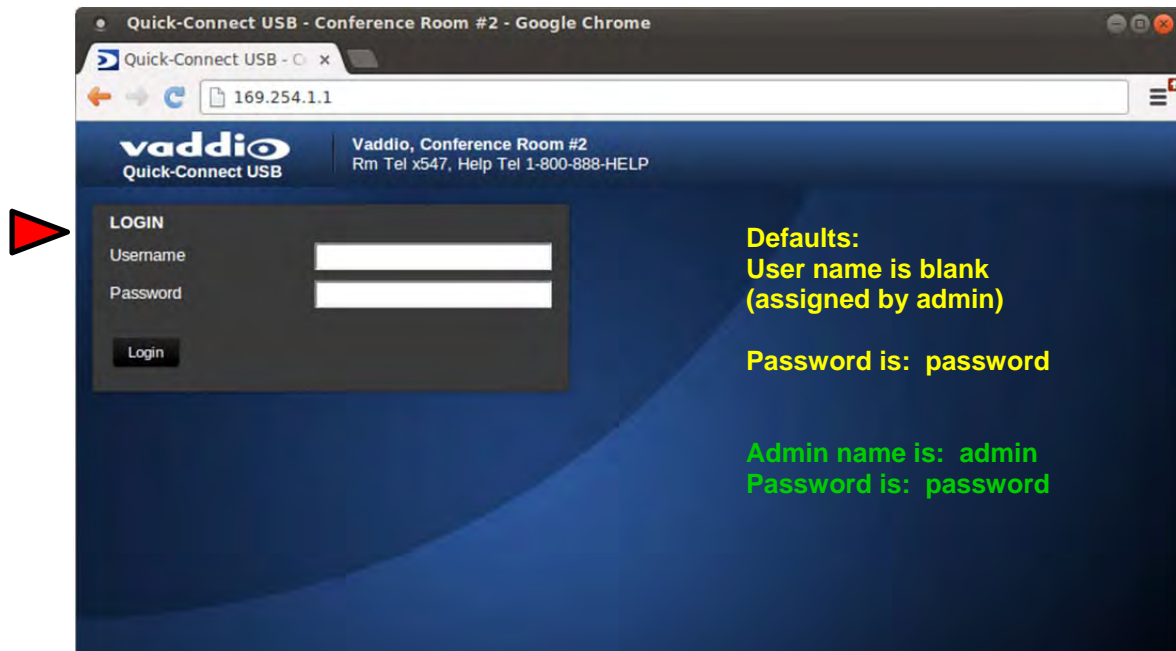 Quick-Connect USB - Conference Room #2 - Google Chrome
Quick-Connect USB - C
169.254.1.1
vaddio
Quick-Connect USB
Vaddio, Conference Room #2
Rm Tel x547, Help Tel 1-800-888-HELP
LOGIN
Username
Password
Login
Defaults:
User name is blank
(assigned by admin)
Password is: password
Admin name is: admin
Password is: password